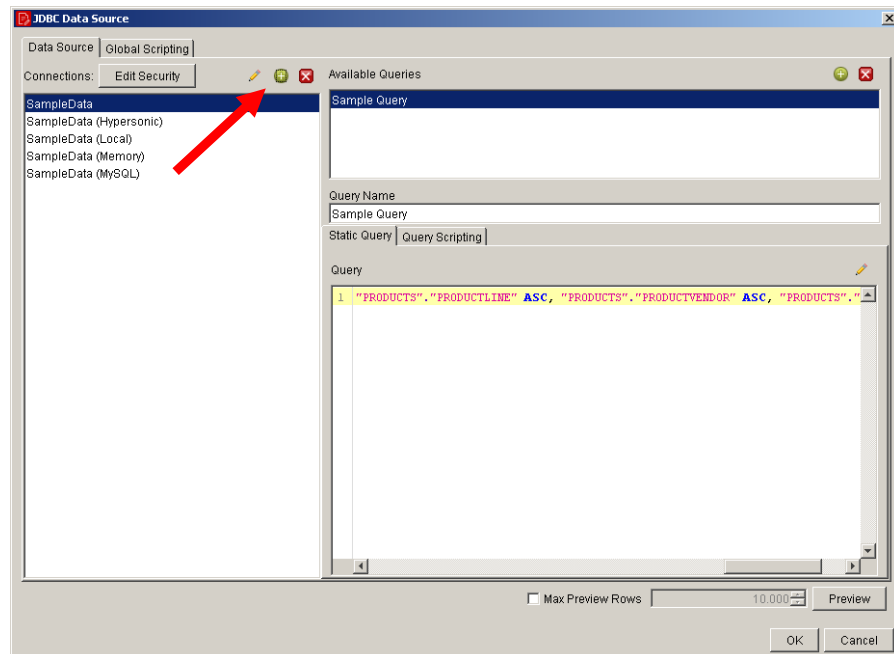 JDBC Data Source
Data Source Global Scripting
Connections: Edit Security
SampleData
SampleData (Hypersonic)
SampleData (Local)
SampleData (Memory)
SampleData (MySQL)
Available Queries
Sample Query
Query Name
Sample Query
Static Query Query Scripting
Query
1 "PRODUCTS"."PRODUCTLINE" ASC, "PRODUCTS"."PRODUCTVENDOR" ASC, "PRODUCTS"."
Max Preview Rows 10.000 Preview
OK Cancel